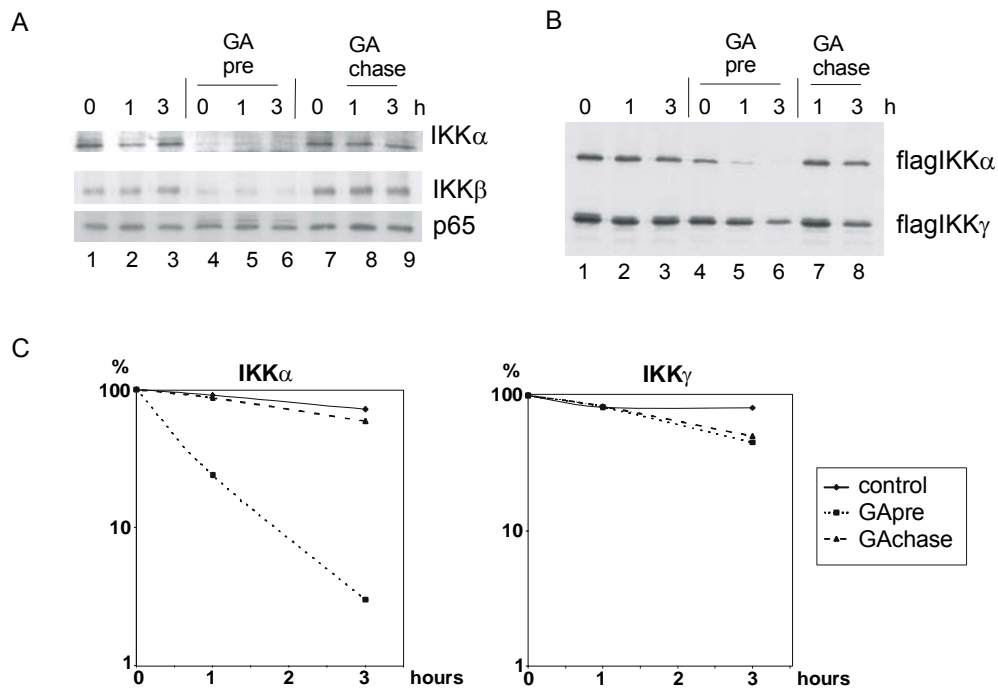 A
GA
pre
GA
chase
0 1 3 0 1 3 0 1 3 h
IKKα
IKKβ
p65
1 2 3 4 5 6 7 8 9
B
GA
pre
GA
chase
0 1 3 0 1 3 1 3 h
flagIKKα
flagIKKγ
1 2 3 4 5 6 7 8
C
%
IKKα
100
10
1
0 1 2 3 hours
%
IKKγ
100
10
1
0 1 2 3 hours
control
GApre
GAchase